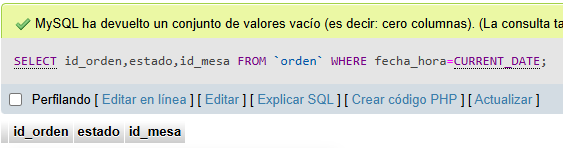 MySQL ha devuelto un conjunto de valores vacío (es decir: cero columnas). (La consulta ta
SELECT id_orden,estado,id_mesa FROM `orden` WHERE fecha_hora=CURRENT_DATE;
Perfilando [ Editar en línea ] [ Editar ] [ Explicar SQL ] [ Crear código PHP ] [ Actualizar ]
id_orden estado id_mesa